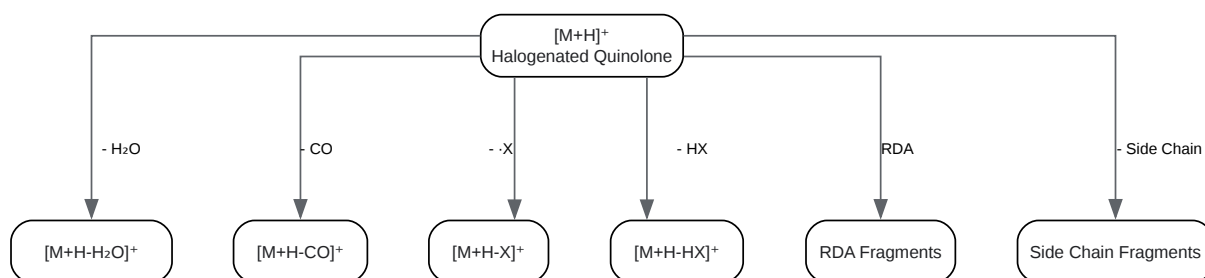 [M+H]⁺
Halogenated Quinolone
- H₂O
- CO
- ·X
- HX
RDA
- Side Chain
[M+H-H₂O]⁺
[M+H-CO]⁺
[M+H-X]⁺
[M+H-HX]⁺
RDA Fragments
Side Chain Fragments